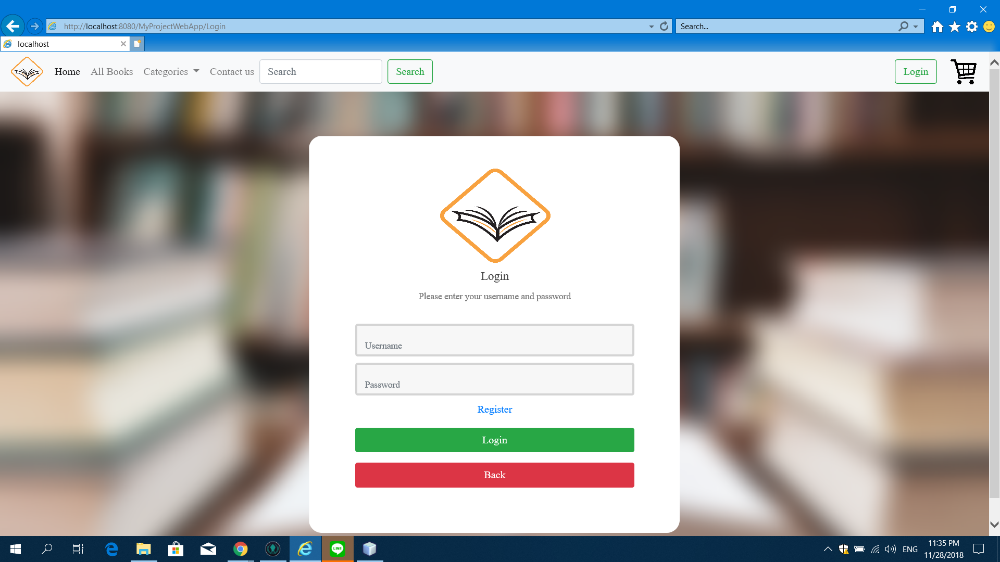 http://localhost:8080/MyProjectWebApp/Login
Search...
localhost
Home All Books Categories Contact us Search Search Login
Login
Please enter your username and password
Username
Password
Register
Login
Back
LINE
ENG
11:35 PM
11/28/2018